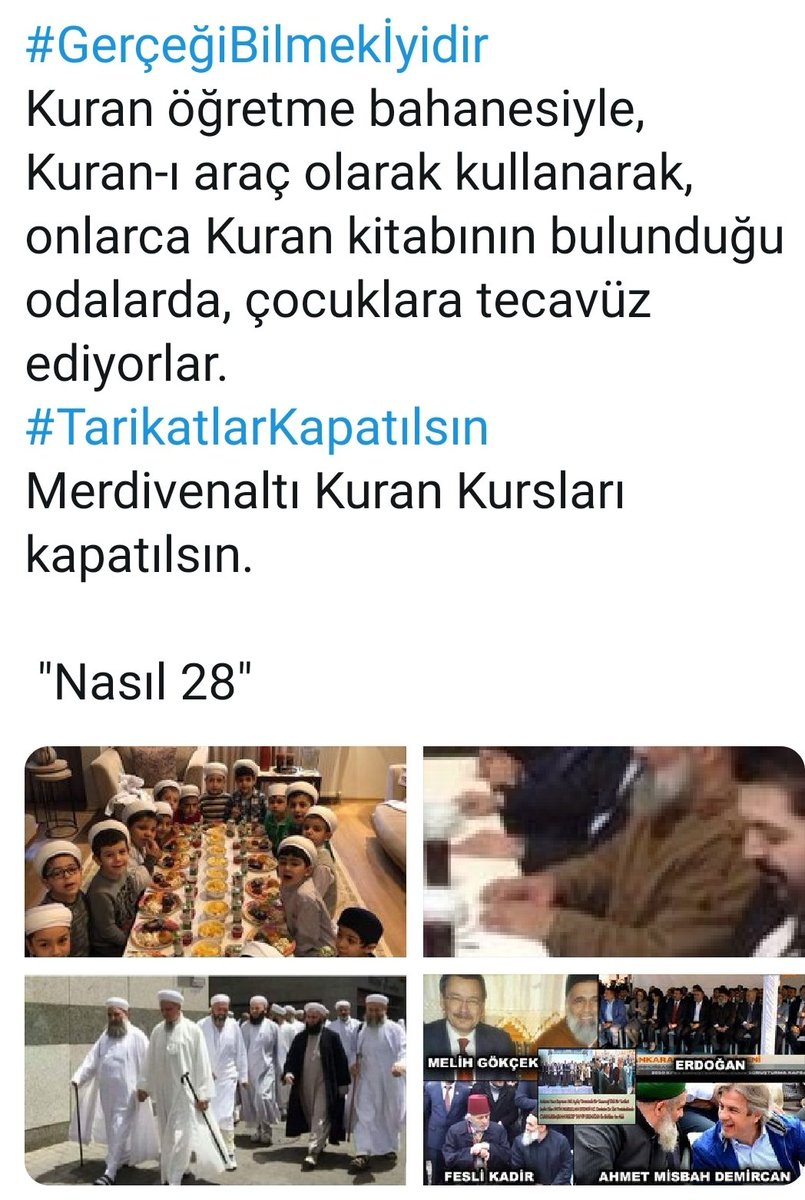 #GerçeğiBilmekİyidir
Kuran öğretme bahanesiyle,
Kuran-ı araç olarak kullanarak,
onlarca Kuran kitabının bulunduğu
odalarda, çocuklara tecavüz
ediyorlar.
#TarikatlarKapatılsın
Merdivenaltı Kuran Kursları
kapatılsın.
"Nasıl 28"
MELİH GÖKÇEK
ERDOĞAN
FESLİ KADİR
AHMET MİSBAH DEMİRCAN